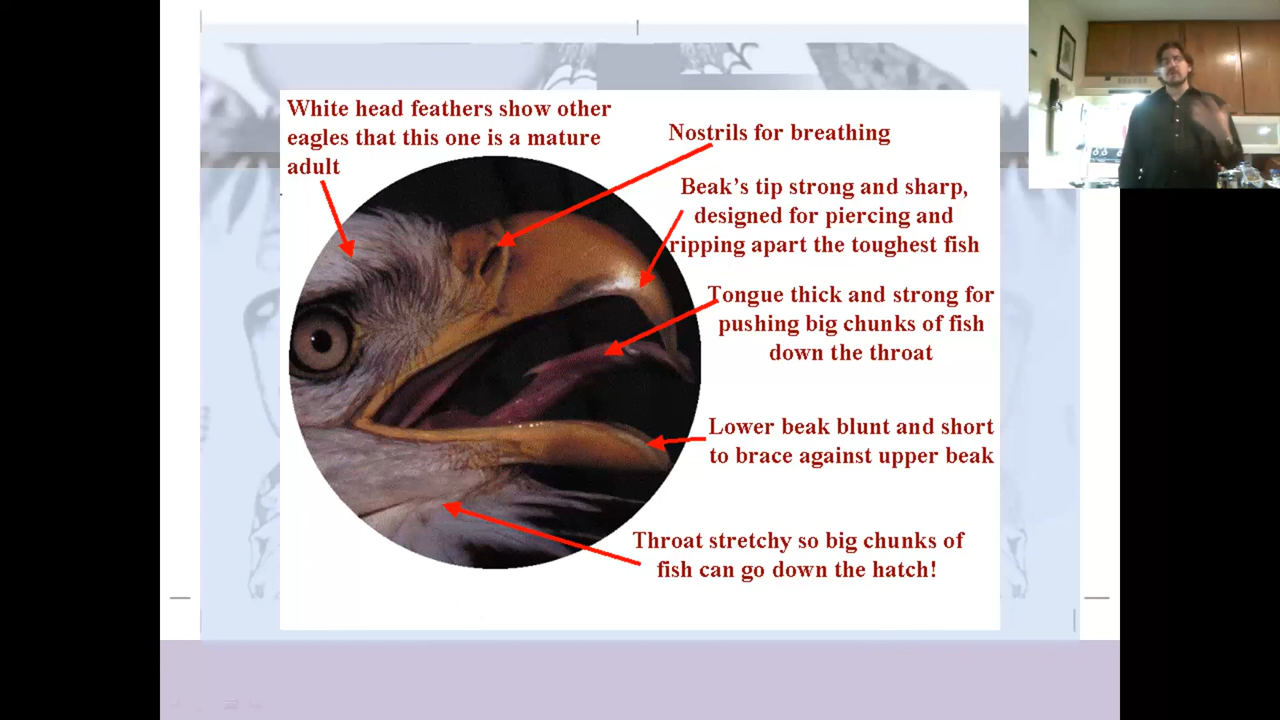 White head feathers show other
eagles that this one is a mature
adult
Nostrils for breathing
Beak’s tip strong and sharp,
designed for piercing and
ripping apart the toughest fish
Tongue thick and strong for
pushing big chunks of fish
down the throat
Lower beak blunt and short
to brace against upper beak
Throat stretchy so big chunks of
fish can go down the hatch!